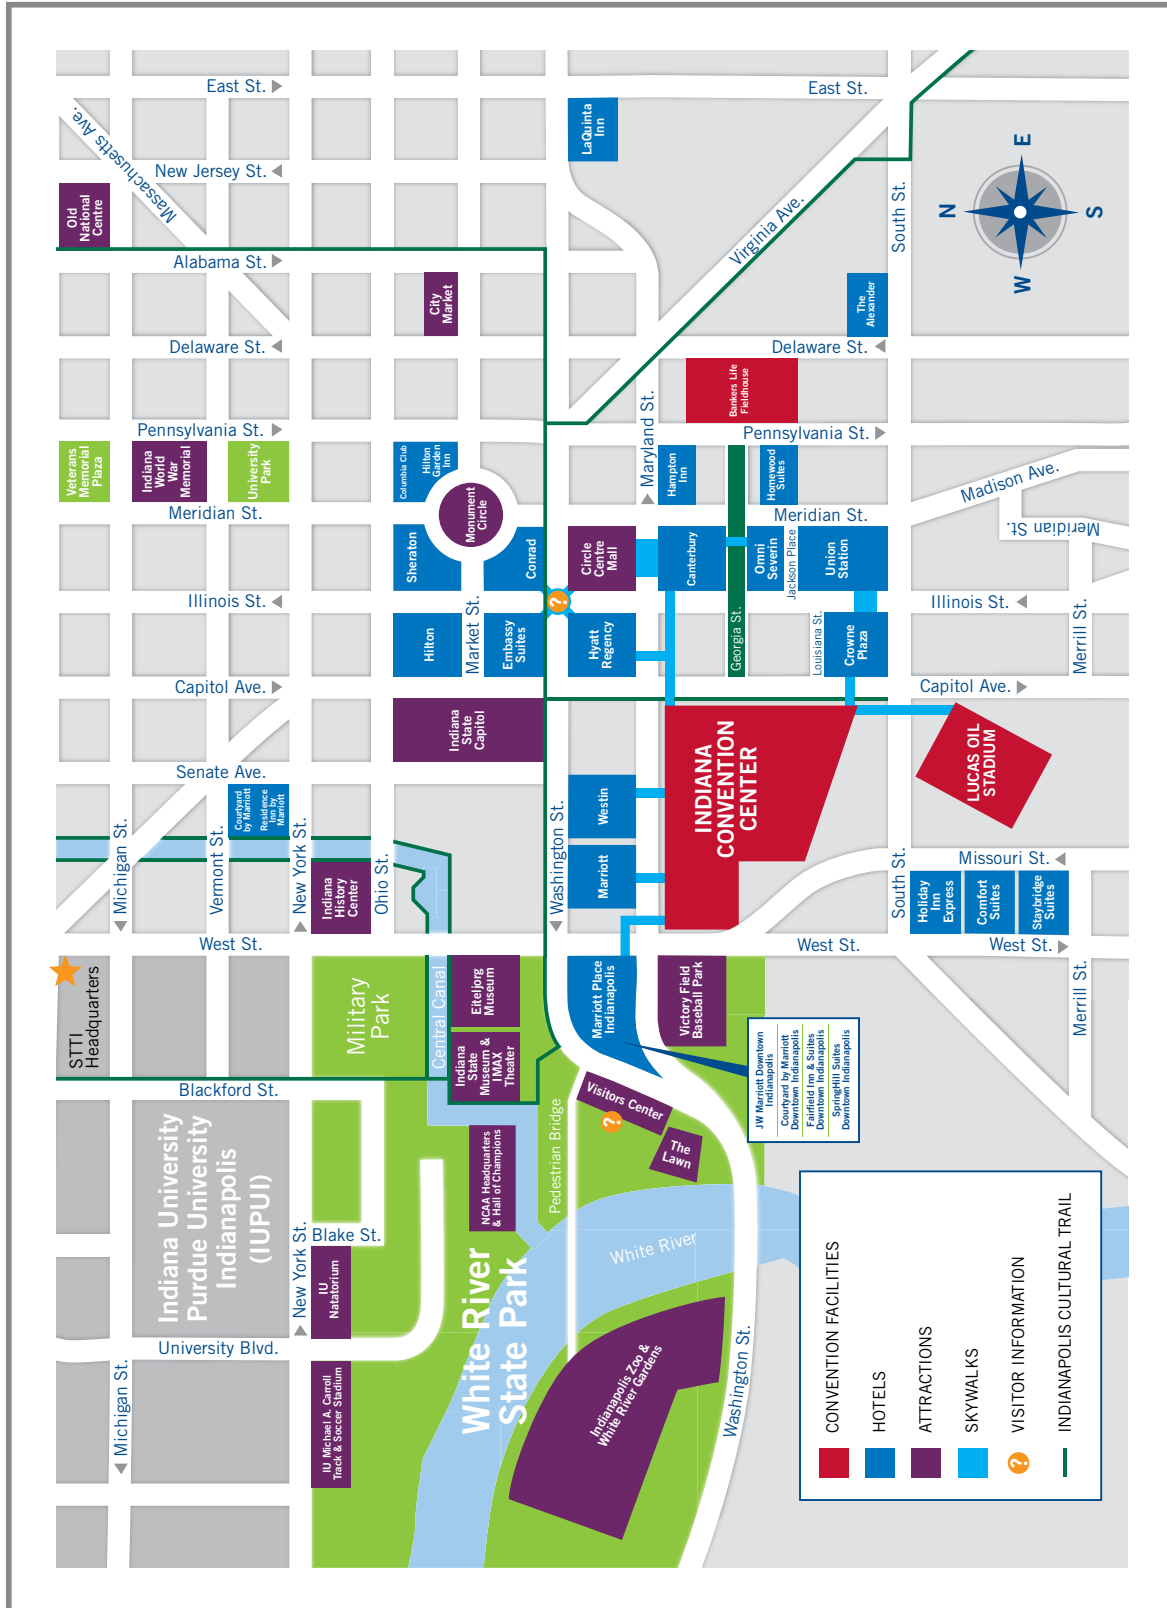 East St.
East St.
Massachusetts Ave.
LaQuinta
Inn
New Jersey St.
Old
National
Centre
Virginia Ave.
South St.
N
E
S
W
Alabama St.
City
Market
The
Alexander
Delaware St.
Delaware St.
Bankers Life
Fieldhouse
Pennsylvania St.
Maryland St.
Pennsylvania St.
Veterans
Memorial
Plaza
Indiana
World
War
Memorial
University
Park
Columbia Club
Hilton
Garden
Inn
Hampton
Inn
Homewood
Suites
Madison Ave.
Meridian St.
Monument
Circle
Meridian St.
Meridian St.
Sheraton
Conrad
Circle
Centre
Mall
Canterbury
Omni
Severin
Jackson Place
Union
Station
Illinois St.
?
Illinois St.
Hilton
Market St.
Embassy
Suites
Hyatt
Regency
Georgia St.
Louisiana St.
Crowne
Plaza
Merrill St.
Capitol Ave.
Capitol Ave.
Indiana
State
Capitol
INDIANA
CONVENTION
CENTER
LUCAS OIL
STADIUM
Senate Ave.
Courtyard
by Marriott
Residence
Inn by
Marriott
Westin
Michigan St.
Vermont St.
New York St.
Ohio St.
Washington St.
Marriott
South St.
Missouri St.
Indiana
History
Center
Holiday
Inn
Express
Comfort
Suites
Staybridge
Suites
West St.
West St.
West St.
STTI
Headquarters
Military
Park
Central Canal
Eiteljorg
Museum
Marriott Place
Indianapolis
Victory Field
Baseball Park
Merrill St.
Indiana
State
Museum &
IMAX
Theater
Blackford St.
Visitors Center
?
The
Lawn
JW Marriott Downtown
Indianapolis
Courtyard by Marriott
Downtown Indianapolis
Fairfield Inn & Suites
Downtown Indianapolis
SpringHill Suites
Downtown Indianapolis
Indiana University
Purdue University
Indianapolis
(IUPUI)
Pedestrian Bridge
NCAA Headquarters
& Hall of Champions
Blake St.
New York St.
IU
Natatorium
White River
White River
State Park
University Blvd.
Michigan St.
IU Michael A. Carroll
Track & Soccer Stadium
Indianapolis Zoo &
White River Gardens
Washington St.
CONVENTION FACILITIES
HOTELS
ATTRACTIONS
SKYWALKS
? VISITOR INFORMATION
INDIANAPOLIS CULTURAL TRAIL